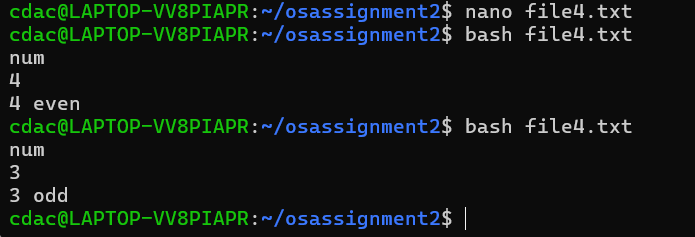 cdac@LAPTOP-VV8PIAPR:~/osassignment2$ nano file4.txt
cdac@LAPTOP-VV8PIAPR:~/osassignment2$ bash file4.txt
num
4
4 even
cdac@LAPTOP-VV8PIAPR:~/osassignment2$ bash file4.txt
num
3
3 odd
cdac@LAPTOP-VV8PIAPR:~/osassignment2$